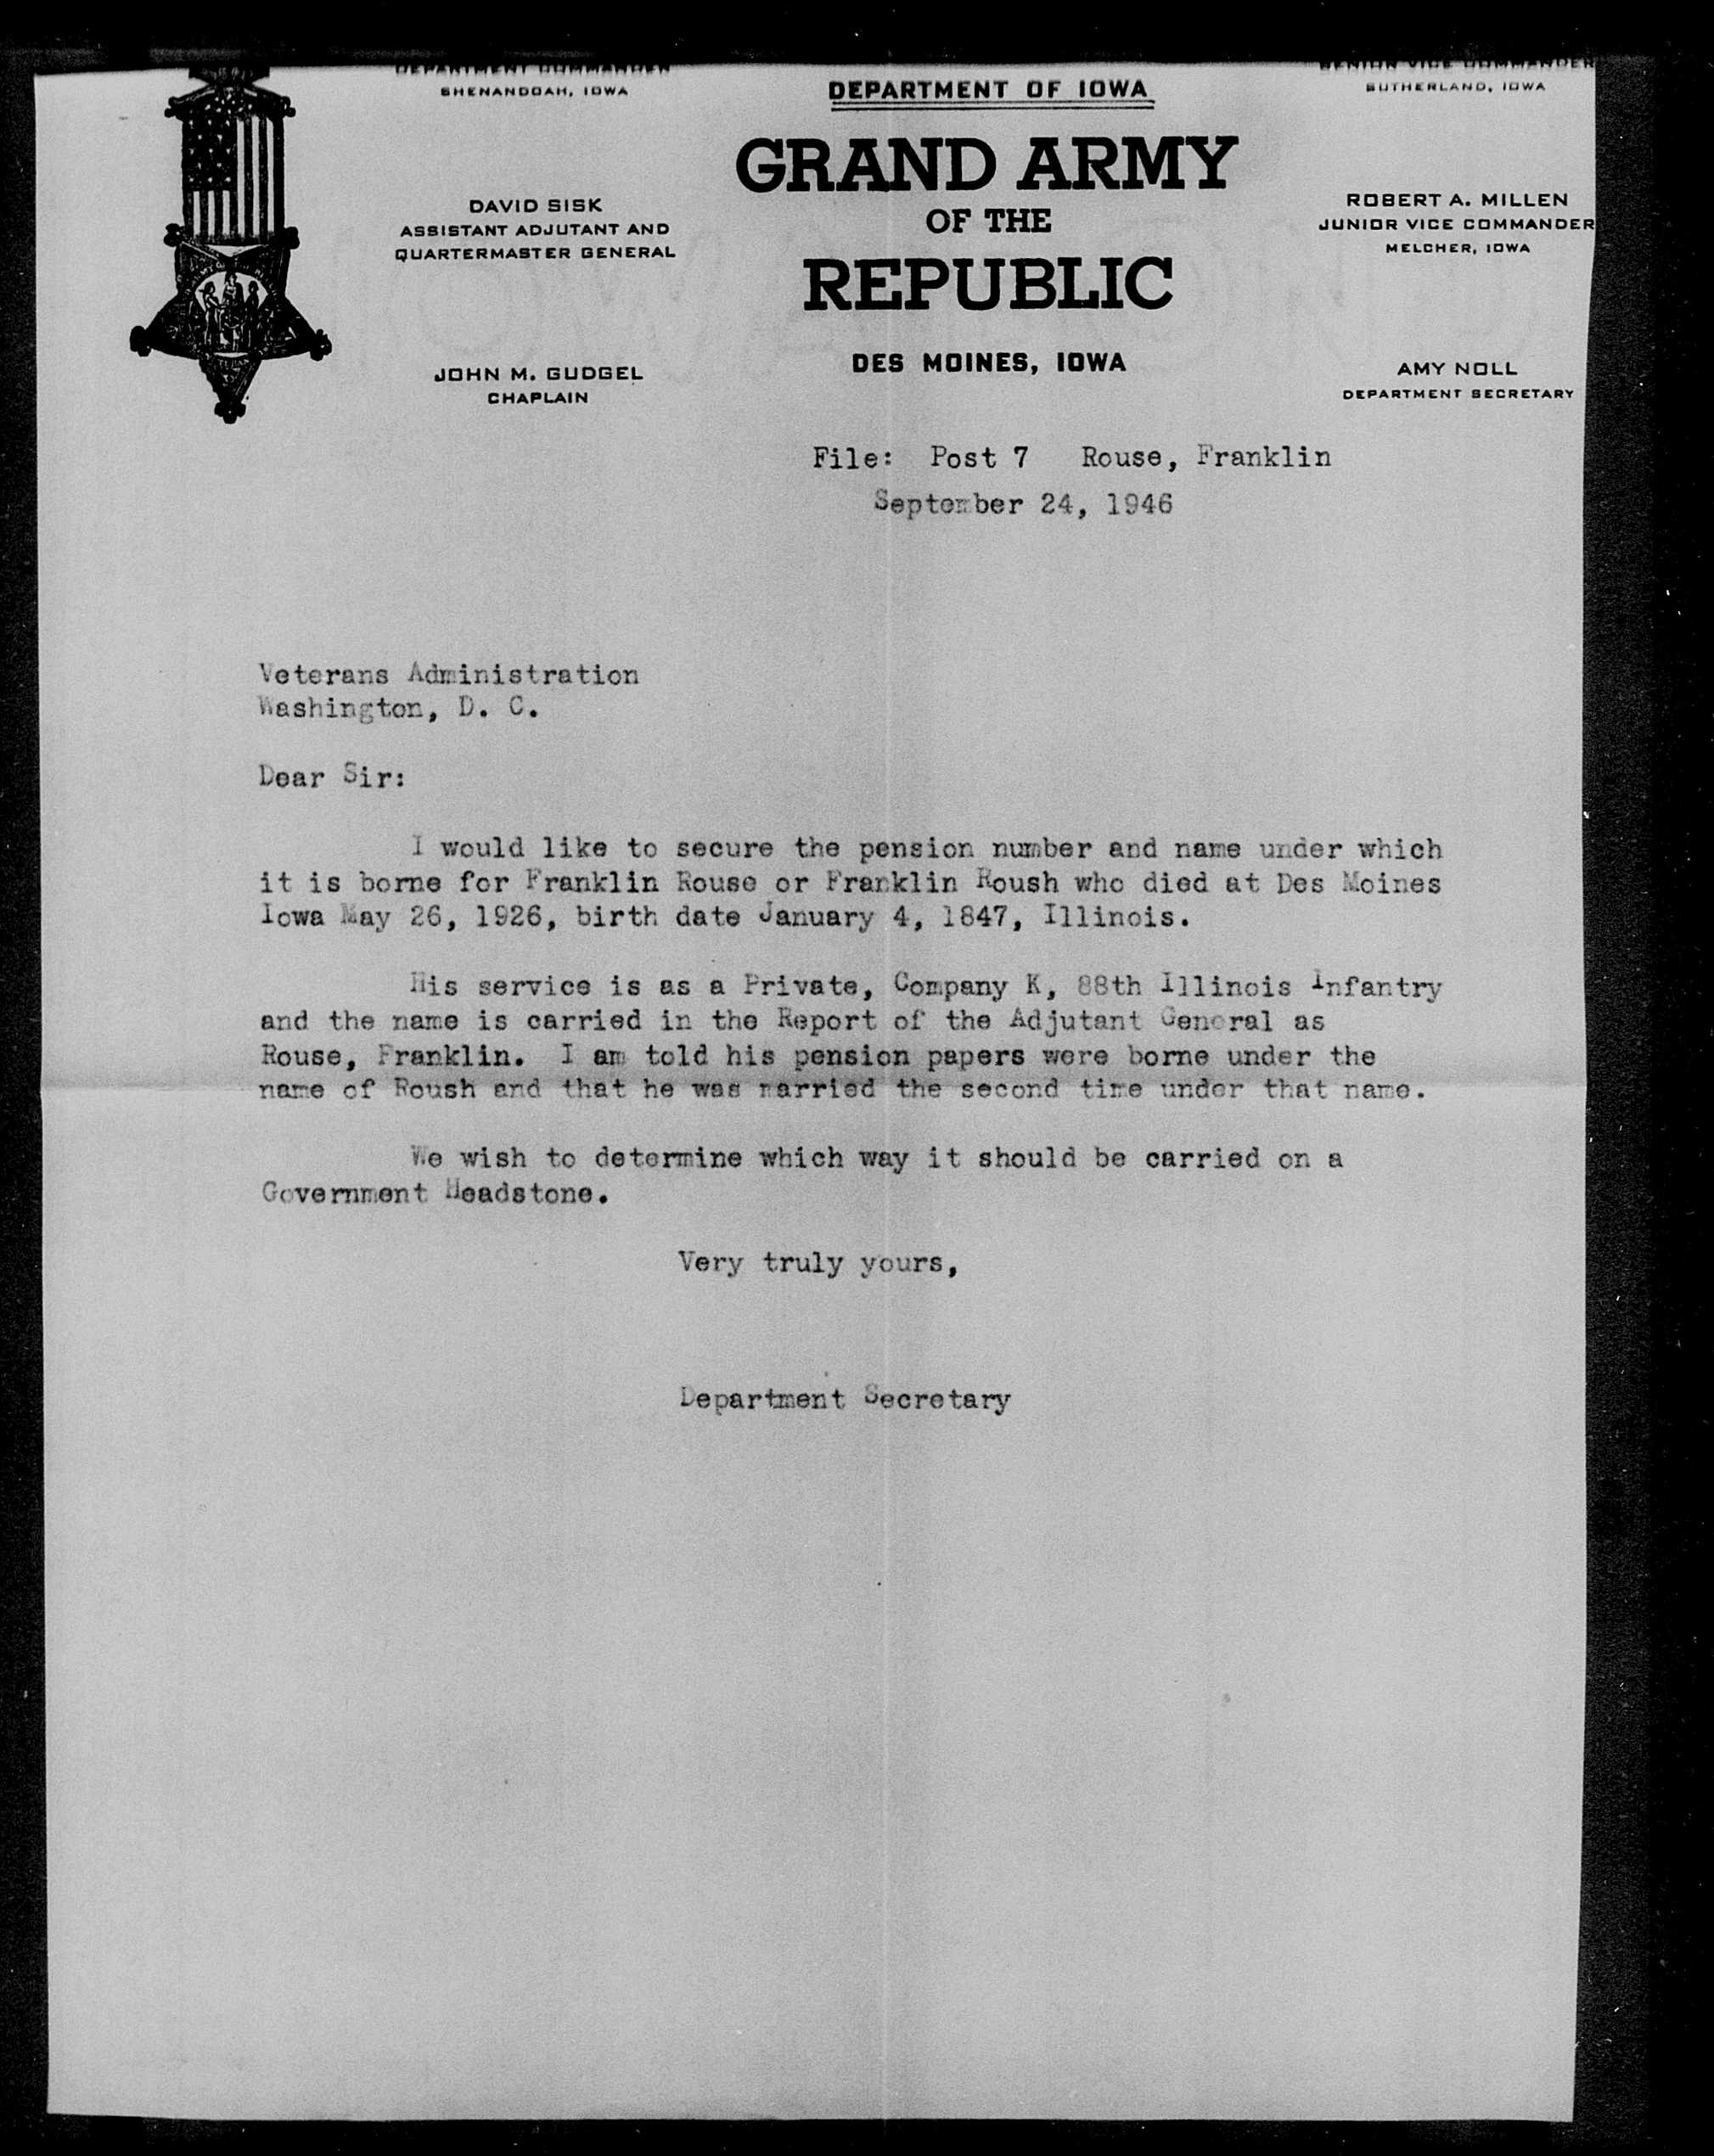 DEPARTMENT COMMANDER
SHENANDOAH, IOWA
DEPARTMENT OF IOWA
SENIOR VICE COMMANDER
SUTHERLAND, IOWA
GRAND ARMY
OF THE
REPUBLIC
DES MOINES, IOWA
DAVID SISK
ASSISTANT ADJUTANT AND
QUARTERMASTER GENERAL
ROBERT A. MILLEN
JUNIOR VICE COMMANDER
MELCHER, IOWA
JOHN M. GUDGEL
CHAPLAIN
AMY NOLL
DEPARTMENT SECRETARY
File: Post 7 Rouse, Franklin
September 24, 1946
Veterans Administration
Washington, D. C.
Dear Sir:
I would like to secure the pension number and name under which
it is borne for Franklin Rouse or Franklin Roush who died at Des Moines
Iowa May 26, 1926, birth date January 4, 1847, Illinois.
His service is as a Private, Company K, 88th Illinois Infantry
and the name is carried in the Report of the Adjutant General as
Rouse, Franklin. I am told his pension papers were borne under the
name of Roush and that he was married the second time under that name.
We wish to determine which way it should be carried on a
Government Headstone.
Very truly yours,
Department Secretary